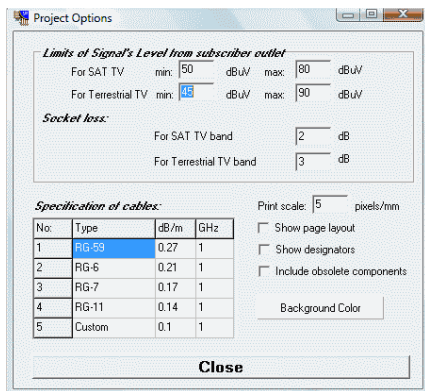 Project Options
Limits of Signal's Level from subscriber outlet
For SAT TV min: 50 dBuV max: 80 dBuV
For Terrestrial TV min: 45 dBuV max: 90 dBuV
Socket loss:
For SAT TV band 2 dB
For Terrestrial TV band 3 dB
Specification of cables:
No: Type dB/m GHz
1 RG-59 0.27 1
2 RG-6 0.21 1
3 RG-7 0.17 1
4 RG-11 0.14 1
5 Custom 0.1 1
Print scale: 5 pixels/mm
Show page layout
Show designators
Include obsolete components
Background Color
Close